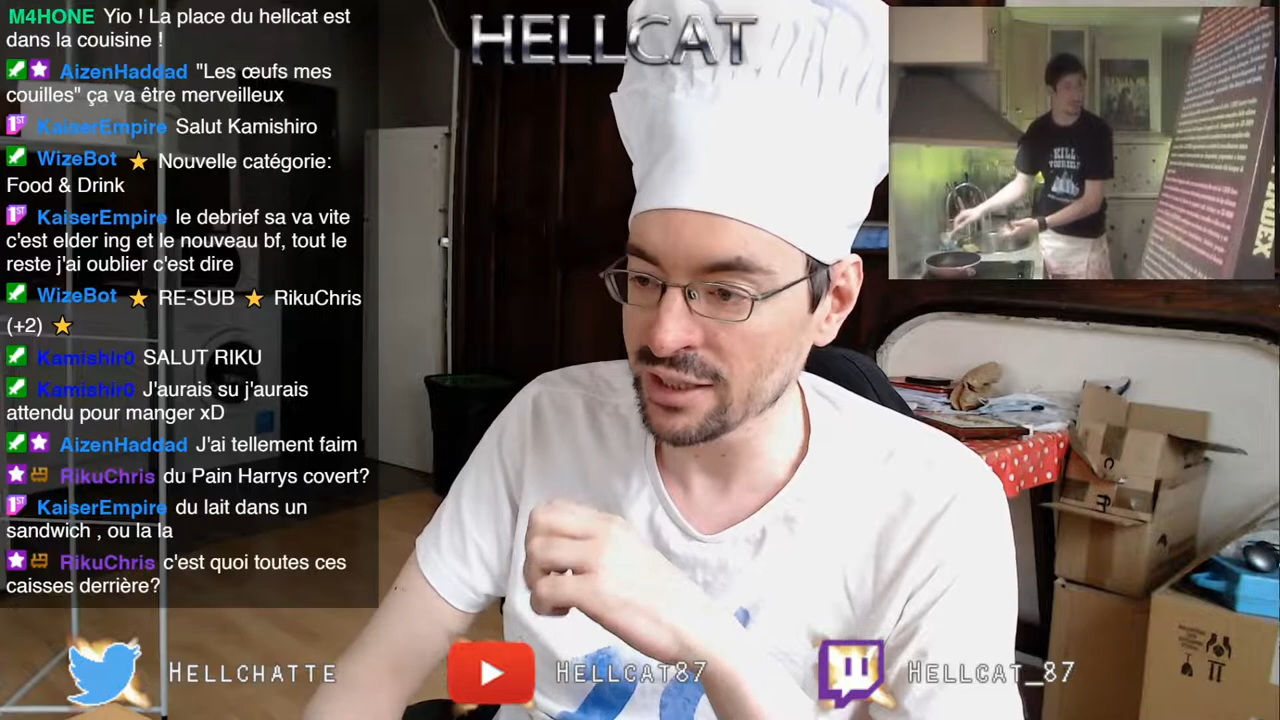 M4HONE Yio ! La place du hellcat est
dans la couisine !
AizenHaddad "Les œufs mes
couilles" ça va être merveilleux
1ST KaiserEmpire Salut Kamishiro
WizeBot Nouvelle catégorie:
Food & Drink
1ST KaiserEmpire le debrief sa va vite
c'est elder ing et le nouveau bf, tout le
reste j'ai oublier c'est dire
WizeBot RE-SUB RikuChris
(+2)
Kamishir0 SALUT RIKU
Kamishir0 J'aurais su j'aurais
attendu pour manger xD
AizenHaddad J'ai tellement faim
RikuChris du Pain Harrys covert?
1ST KaiserEmpire du lait dans un
sandwich , ou la la
RikuChris c'est quoi toutes ces
caisses derrière?
HELLCAT
KILL
HELLCHATTE
HELLCAT87
HELLCAT_87